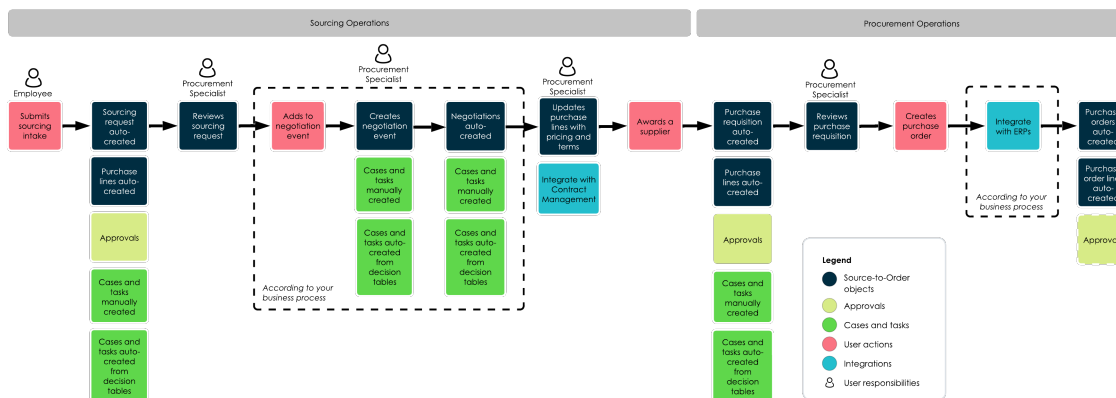 Sourcing Operations
Procurement Operations
Employee
Submits
sourcing
intake
Sourcing
request
auto-
created
Purchase
lines auto-
created
Approvals
Cases and
tasks
manually
created
Cases and
tasks auto-
created
from
decision
tables
Procurement
Specialist
Reviews
sourcing
request
Adds to
negotiation
event
According to your
business process
Procurement
Specialist
Creates
negotiation
event
Cases and
tasks
manually
created
Cases and
tasks auto-
created
from
decision
tables
Negotiations
auto-
created
Cases and
tasks
manually
created
Cases and
tasks auto-
created
from decision
tables
Procurement
Specialist
Updates
purchase
lines with
pricing and
terms
Integrate with
Contract
Management
Awards a
supplier
Purchase
requisition
auto-
created
Purchase
lines auto-
created
Approvals
Cases and
tasks
manually
created
Cases and
tasks auto-
created
from
decision
tables
Procurement
Specialist
Reviews
purchase
requisition
Creates
purchase
order
Integrate
with ERPs
According to your
business process
orders
auto-
created
order
auto-
created
Legend
Source-to-Order
objects
Approvals
Cases and tasks
User actions
Integrations
User responsibilities